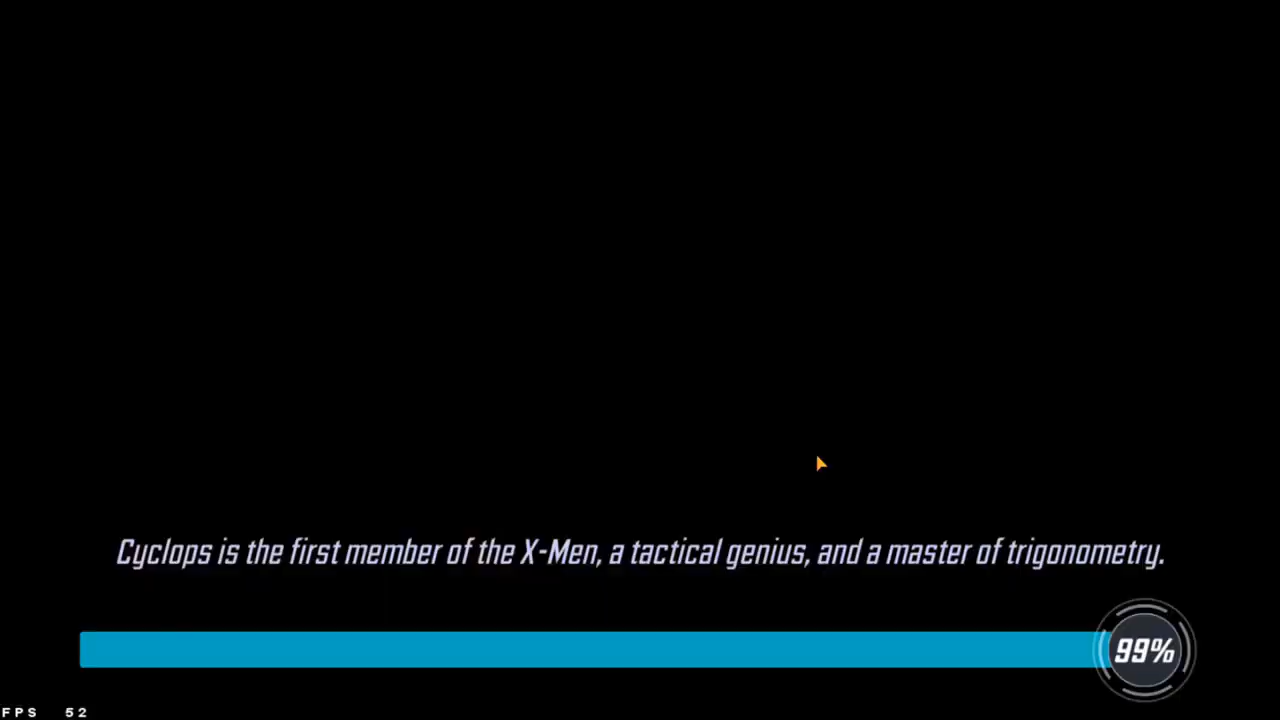 Cyclops is the first member of the X-Men, a tactical genius, and a master of trigonometry.
99%
FPS 52